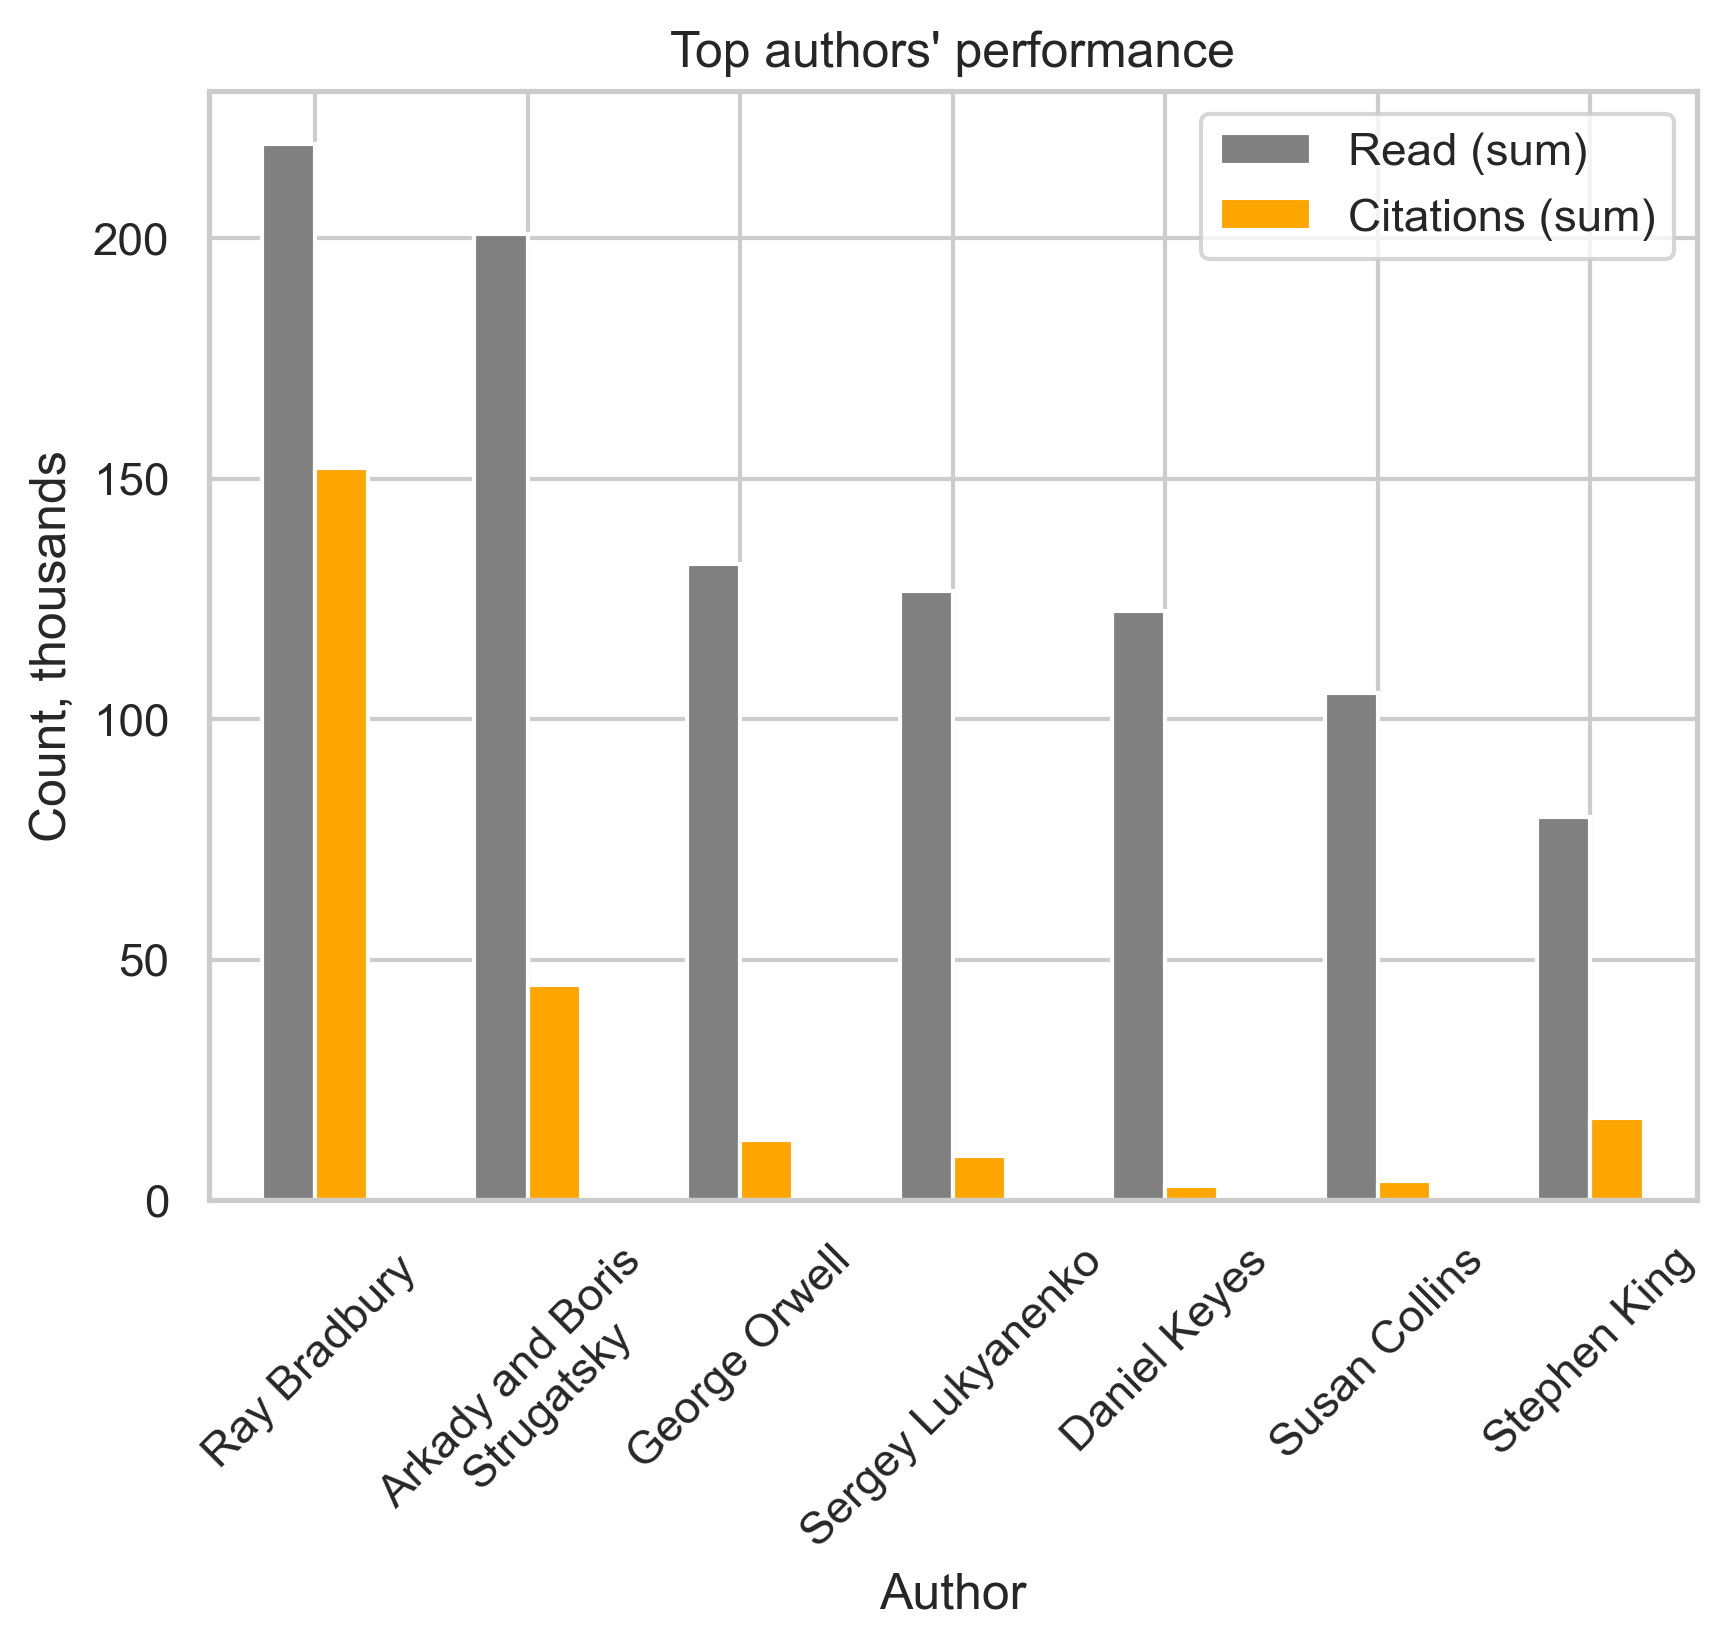 Top authors' performance
Read (sum)
Citations (sum)
Count, thousands
200
150
100
50
0
Ray Bradbury
Arkady and Boris
Strugatsky
George Orwell
Sergey Lukyanenko
Daniel Keyes
Susan Collins
Stephen King
Author